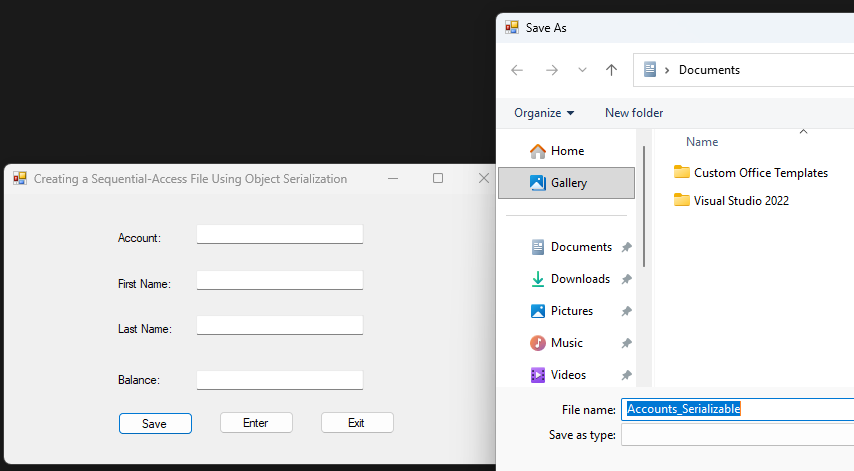 Creating a Sequential-Access File Using Object Serialization
Account:
First Name:
Last Name:
Balance:
Save
Enter
Exit
Save As
Documents
Organize
New folder
Home
Gallery
Documents
Downloads
Pictures
Music
Videos
Name
Custom Office Templates
Visual Studio 2022
File name: Accounts_Serializable
Save as type: